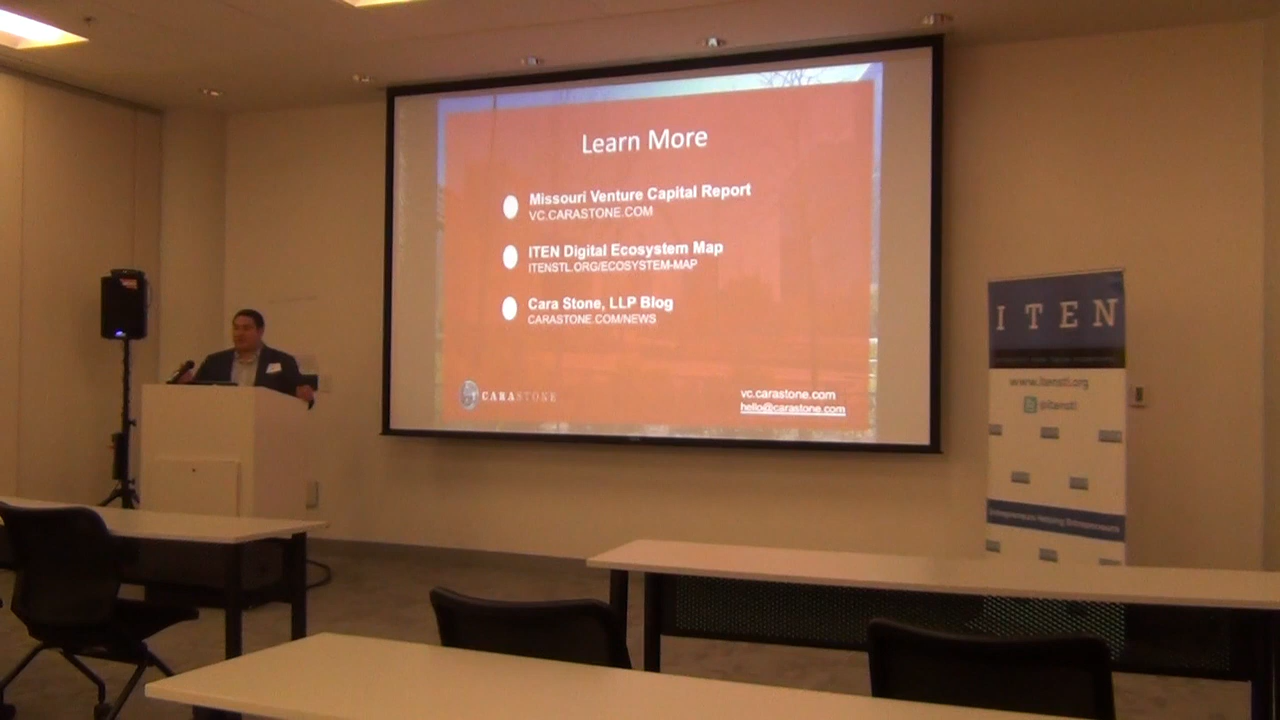 Learn More
Missouri Venture Capital Report
VC.CARASTONE.COM
ITEN Digital Ecosystem Map
ITENSTL.ORG/ECOSYSTEM-MAP
Cara Stone, LLP Blog
CARASTONE.COM/NEWS
CARASTONE
vc.carastone.com
hello@carastone.com
ITEN
www.itenstl.org
@itenstl
Entrepreneurs Helping Entrepreneurs